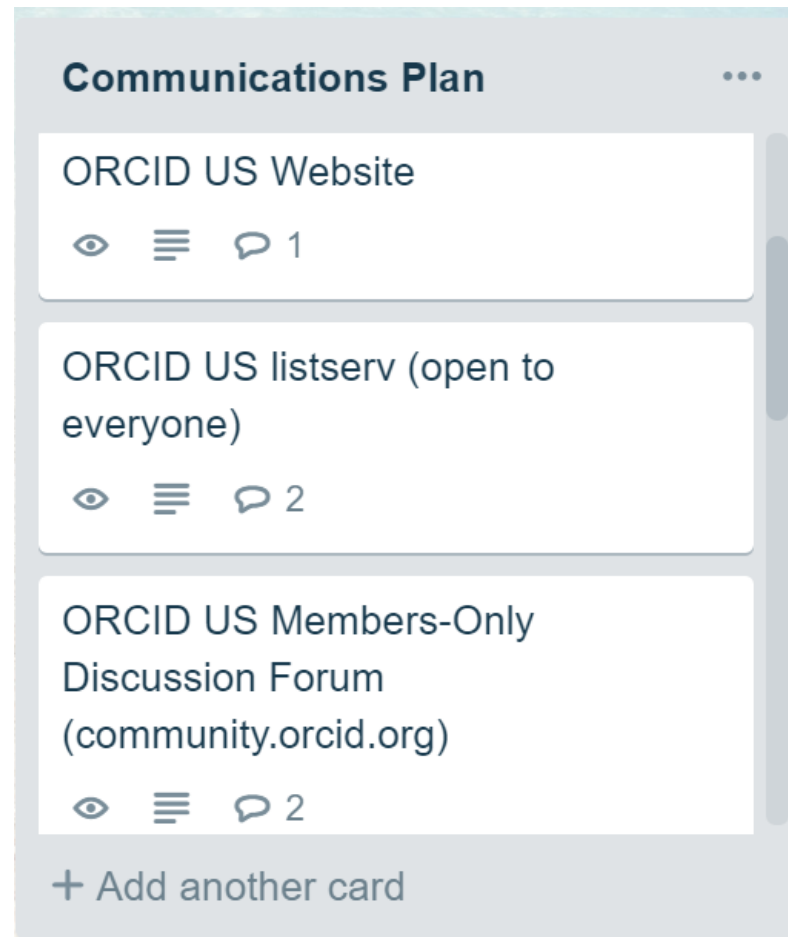 Communications Plan
ORCID US Website
1
ORCID US listserv (open to
everyone)
2
ORCID US Members-Only
Discussion Forum
(community.orcid.org)
2
+ Add another card